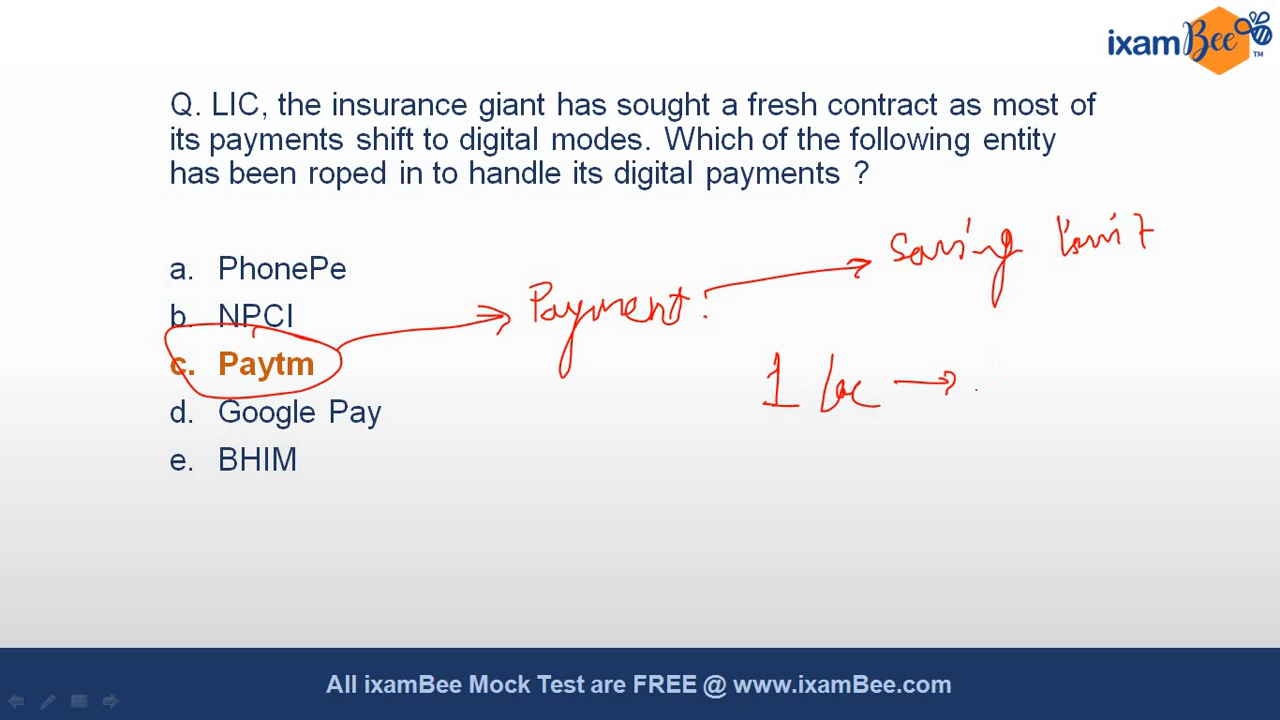 ixamBee
TM
Q. LIC, the insurance giant has sought a fresh contract as most of
its payments shift to digital modes. Which of the following entity
has been roped in to handle its digital payments ?
a. PhonePe
b. NPCI
c. Paytm
d. Google Pay
e. BHIM
Payment:
Saving limit
1 lac
All ixamBee Mock Test are FREE @ www.ixamBee.com